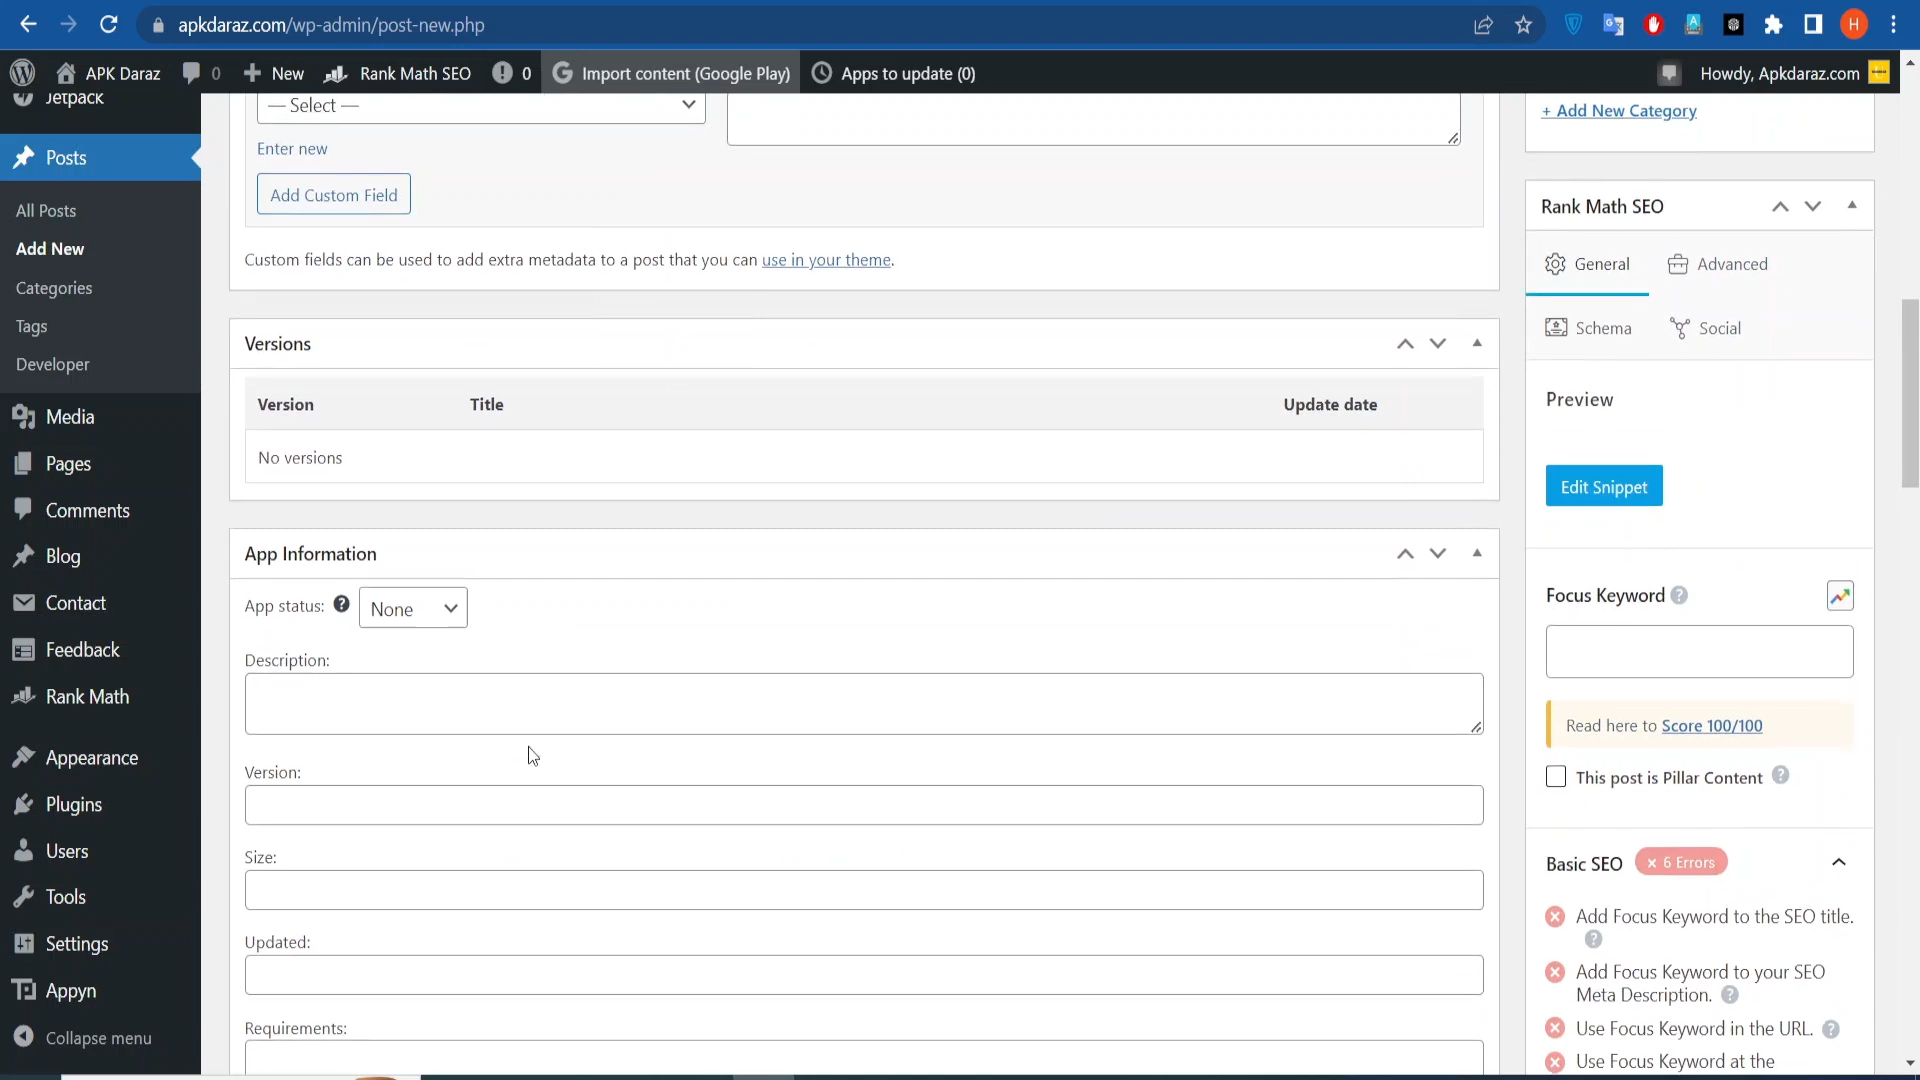 apkdaraz.com/wp-admin/post-new.php
H
APK Daraz
0
New
Rank Math SEO
0
Import content (Google Play)
Apps to update (0)
Howdy, Apkdaraz.com
Jetpack
Posts
All Posts
Add New
Categories
Tags
Developer
Media
Pages
Comments
Blog
Contact
Feedback
Rank Math
Appearance
Plugins
Users
Tools
Settings
Appyn
Collapse menu
— Select —
Enter new
Add Custom Field
Custom fields can be used to add extra metadata to a post that you can use in your theme.
Versions
Version Title Update date
No versions
App Information
App status: None
Description:
Version:
Size:
Updated:
Requirements:
+ Add New Category
Rank Math SEO
General
Advanced
Schema
Social
Preview
Edit Snippet
Focus Keyword
Read here to Score 100/100
This post is Pillar Content
Basic SEO
× 6 Errors
Add Focus Keyword to the SEO title.
Add Focus Keyword to your SEO
Meta Description.
Use Focus Keyword in the URL.
Use Focus Keyword at the